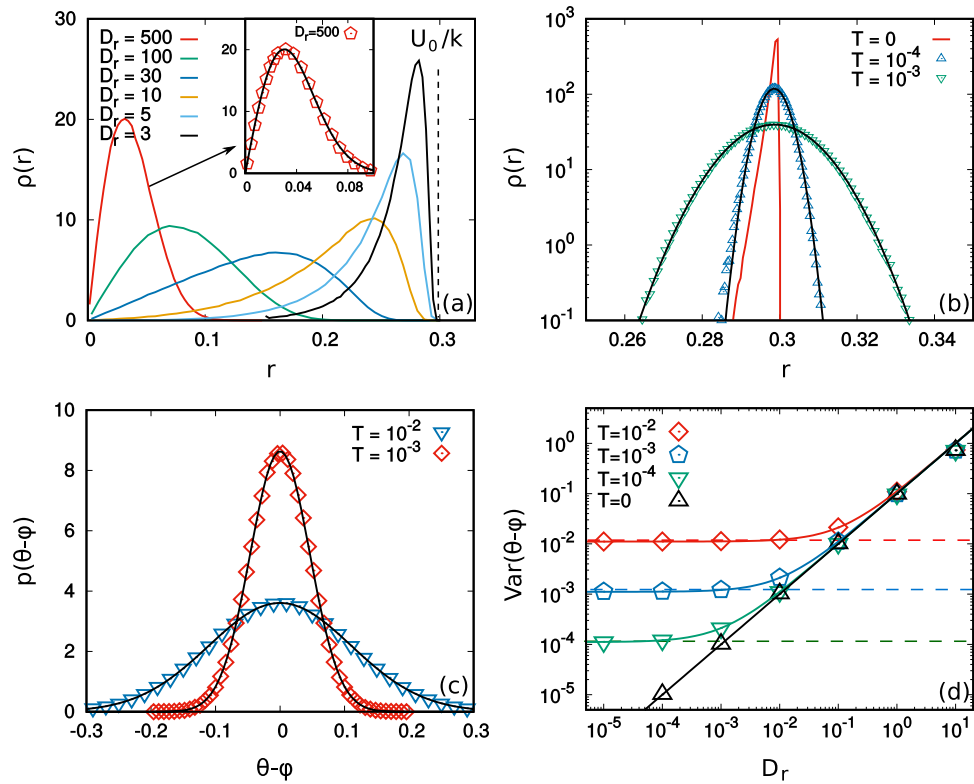 ρ(r)
30
20
10
0
D_r = 500
D_r = 100
D_r = 30
D_r = 10
D_r = 5
D_r = 3
20
10
0
D_r=500
0 0.04 0.08
U_0/k
(a)
0 0.1 0.2 0.3
r
ρ(r)
10^3
10^2
10^1
10^0
10^-1
T = 0
T = 10^-4
T = 10^-3
(b)
0.26 0.28 0.30 0.32 0.34
r
p(θ-φ)
10
8
6
4
2
0
T = 10^-2
T = 10^-3
(c)
-0.3 -0.2 -0.1 0 0.1 0.2 0.3
θ-φ
Var(θ-φ)
10^0
10^-1
10^-2
10^-3
10^-4
10^-5
T=10^-2
T=10^-3
T=10^-4
T=0
(d)
10^-5 10^-4 10^-3 10^-2 10^-1 10^0 10^1
D_r